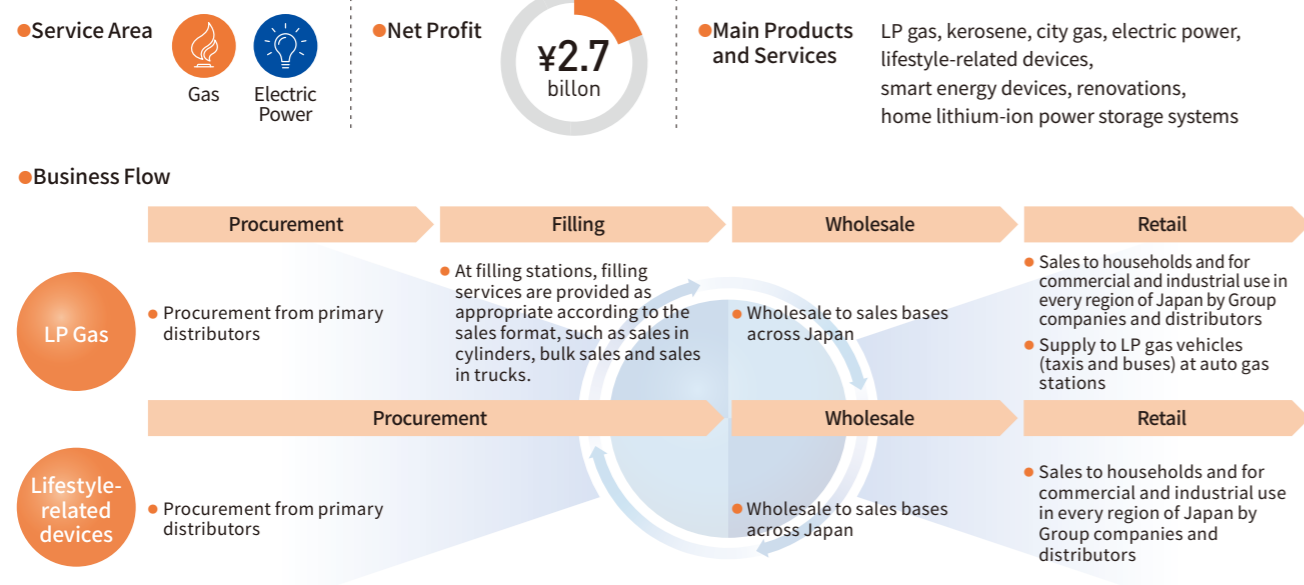 ●Service Area
Gas
Electric
Power
●Net Profit
¥2.7
billon
●Main Products
and Services
LP gas, kerosene, city gas, electric power,
lifestyle-related devices,
smart energy devices, renovations,
home lithium-ion power storage systems
●Business Flow
Procurement
Filling
Wholesale
Retail
LP Gas
● Procurement from primary
distributors
● At filling stations, filling
services are provided as
appropriate according to the
sales format, such as sales in
cylinders, bulk sales and sales
in trucks.
● Wholesale to sales bases
across Japan
● Sales to households and for
commercial and industrial use in
every region of Japan by Group
companies and distributors
● Supply to LP gas vehicles
(taxis and buses) at auto gas
stations
Procurement
Wholesale
Retail
Lifestyle-
related
devices
● Procurement from primary
distributors
● Wholesale to sales bases
across Japan
● Sales to households and for
commercial and industrial use
in every region of Japan by
Group companies and
distributors